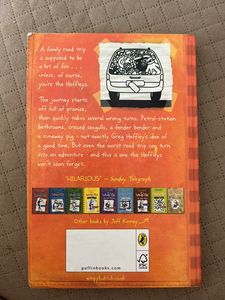 A family road trip
is supposed to be
a lot of fun . . .
unless, of course,
you're the Heffleys.
The journey starts
off full of promise,
then quickly takes several wrong turns. Petrol-station
bathrooms, crazed seagulls, a fender bender and
a runaway pig - not exactly Greg Heffley's idea of
a good time. But even the worst road trip can turn
into an adventure - and this is one the Heffleys
won't soon forget.
'HILARIOUS' - Sunday Telegraph
Other books by Jeff Kinney
puffinbooks.com
wimpykidclub.co.uk